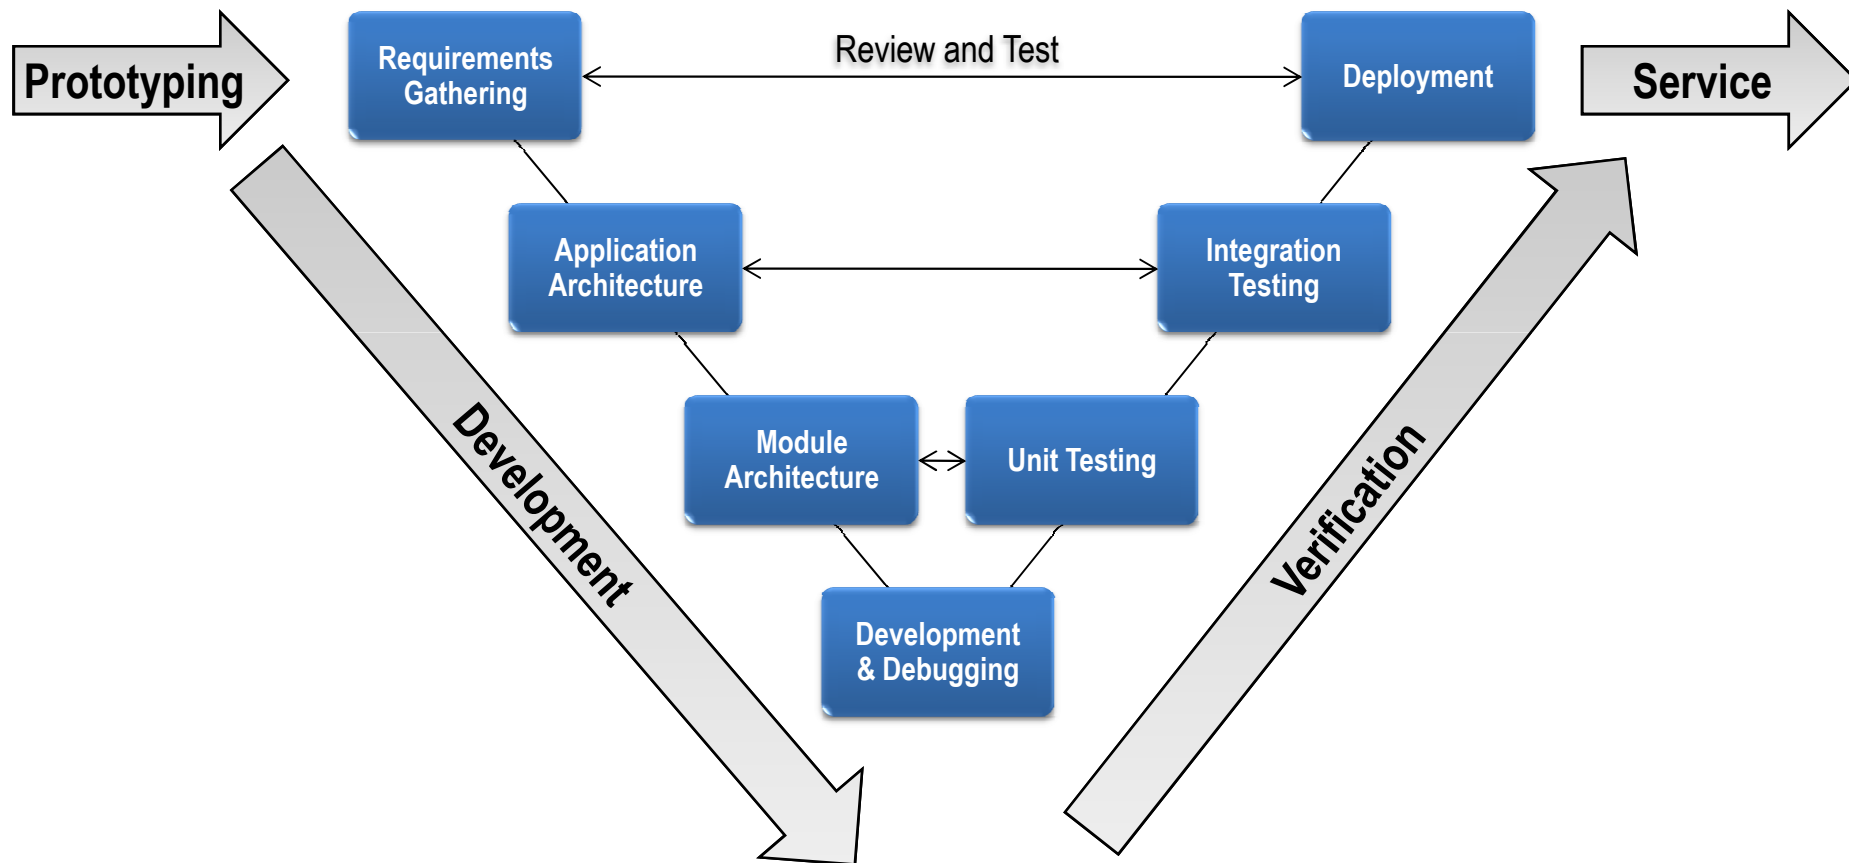 Prototyping
Requirements
Gathering
Review and Test
Deployment
Service
Application
Architecture
Integration
Testing
Development
Module
Architecture
Unit Testing
Verification
Development
& Debugging